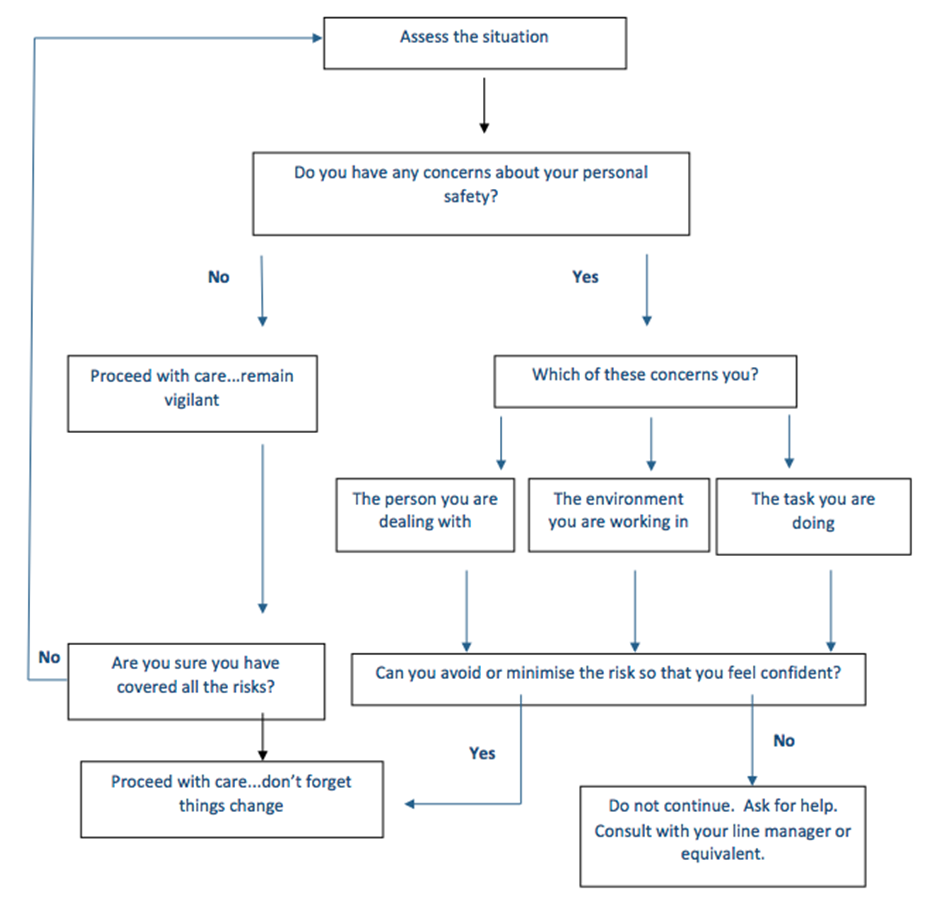 Assess the situation
Do you have any concerns about your personal
safety?
No
Yes
Proceed with care...remain
vigilant
Which of these concerns you?
The person you are
dealing with
The environment
you are working in
The task you are
doing
No
Are you sure you have
covered all the risks?
Can you avoid or minimise the risk so that you feel confident?
Yes
No
Proceed with care...don’t forget
things change
Do not continue.  Ask for help.
Consult with your line manager or
equivalent.